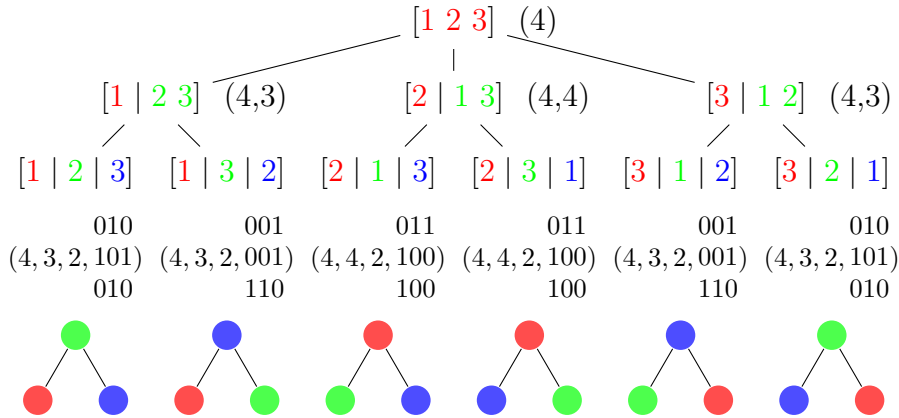 [1 2 3] (4)
[1 | 2 3] (4,3) [2 | 1 3] (4,4) [3 | 1 2] (4,3)
[1 | 2 | 3] [1 | 3 | 2] [2 | 1 | 3] [2 | 3 | 1] [3 | 1 | 2] [3 | 2 | 1]
010 001 011 011 001 010
(4, 3, 2, 101) (4, 3, 2, 001) (4, 4, 2, 100) (4, 4, 2, 100) (4, 3, 2, 001) (4, 3, 2, 101)
010 110 100 100 110 010